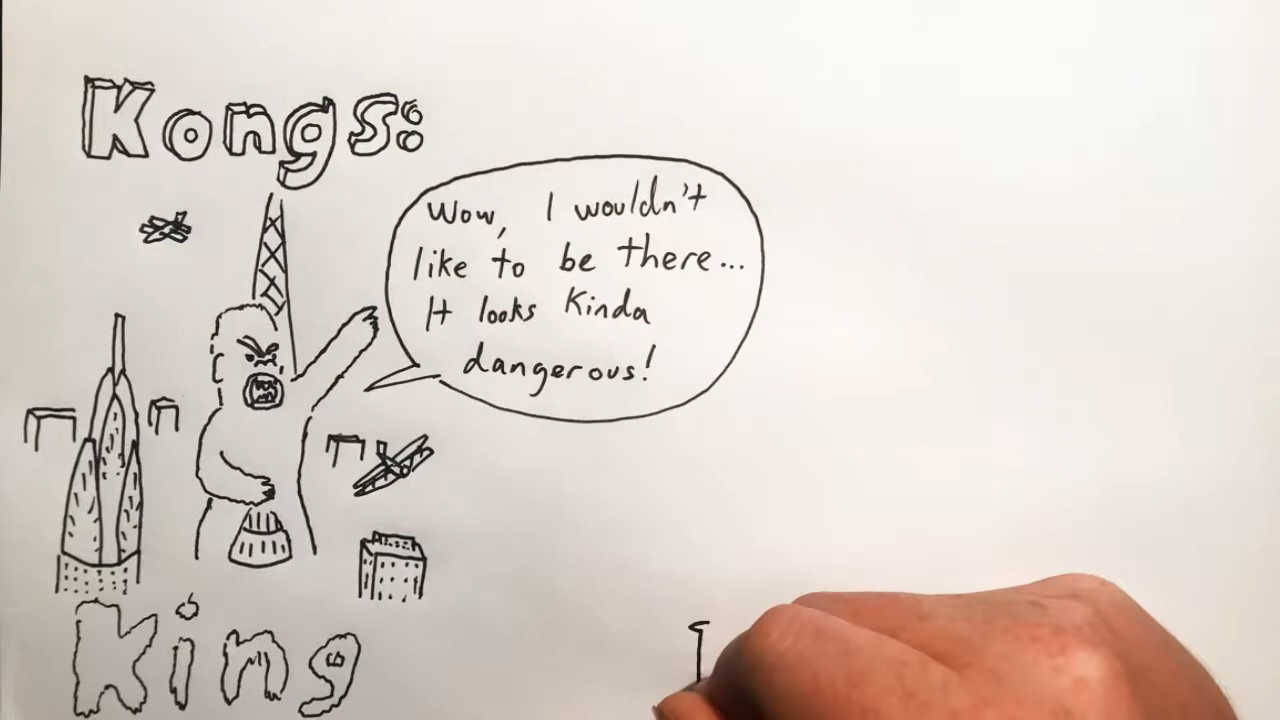 Kongs:
Wow, I wouldn't
like to be there...
It looks kinda
dangerous!
King